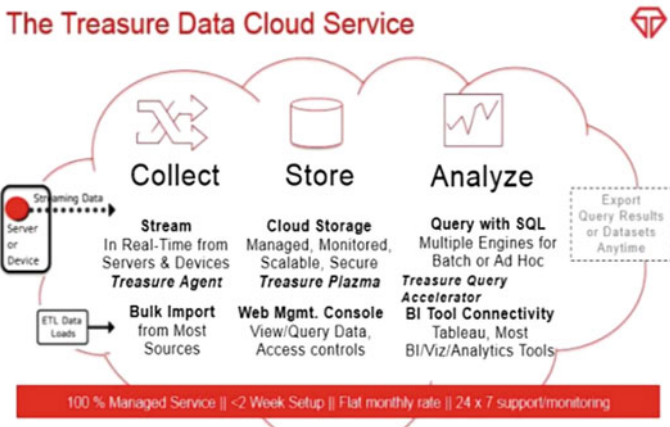 The Treasure Data Cloud Service
Collect
Store
Analyze
Streaming Data
Server
or
Device
Stream
In Real-Time from
Servers & Devices
Treasure Agent
Cloud Storage
Managed, Monitored,
Scalable, Secure
Treasure Plazma
Query with SQL
Multiple Engines for
Batch or Ad Hoc
Treasure Query
Accelerator
Export
Query Results
or Datasets
Anytime
ETL Data
Loads
Bulk Import
from Most
Sources
Web Mgmt. Console
View/Query Data,
Access controls
BI Tool Connectivity
Tableau, Most
BI/Viz/Analytics Tools
100 % Managed Service || <2 Week Setup || Flat monthly rate || 24 x 7 support/monitoring